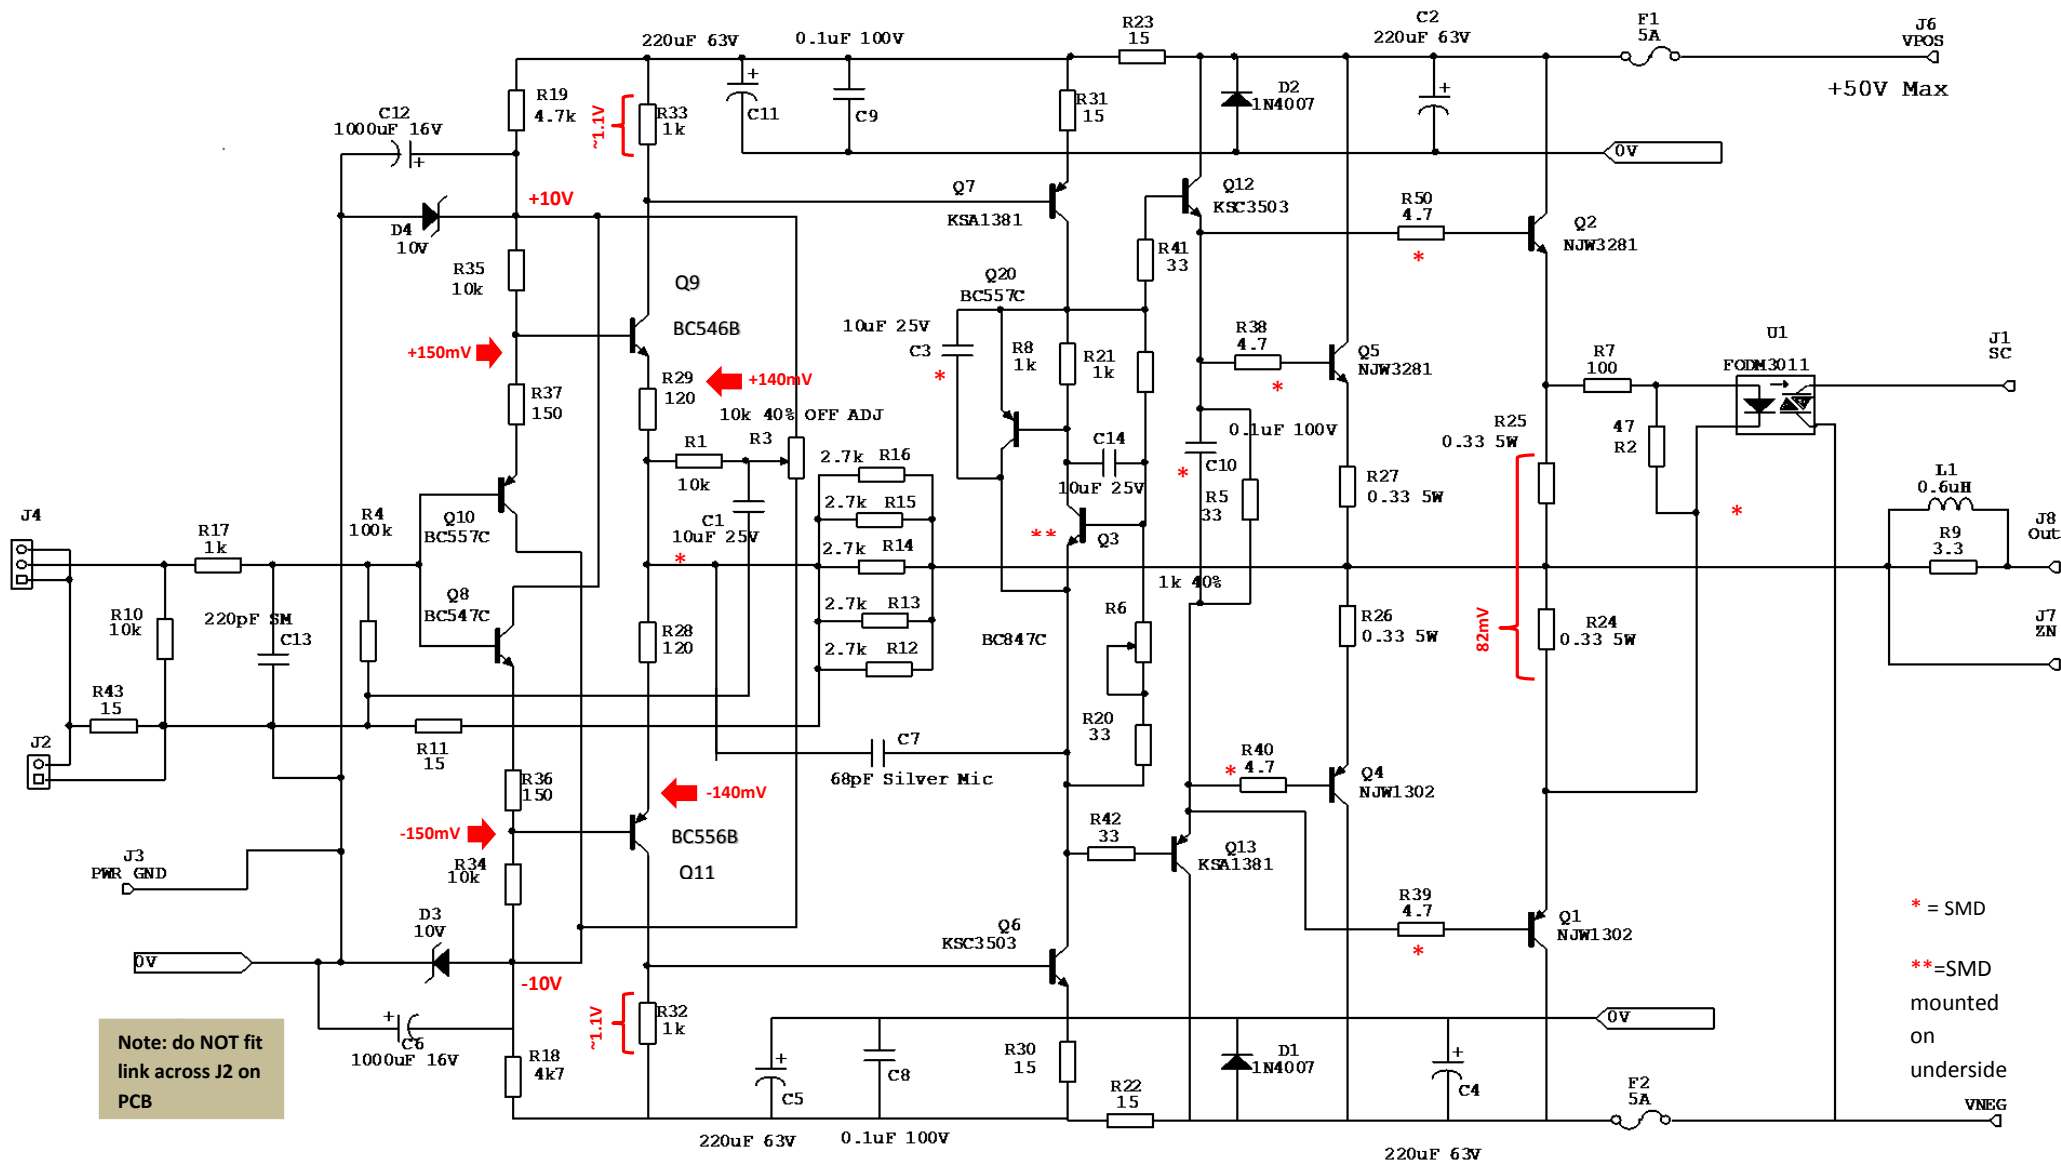 220uF 63V
0.1uF 100V
R23
15
C2
220uF 63V
F1
5A
J6
VPOS
+50V Max
C12
1000uF 16V
+
R19
4.7k
~1.1V
R33
1k
+
C11
C9
R31
15
D2
1N4007
+
0V
+10V
D4
10V
Q7
KSA1381
Q12
KSC3503
R50
4.7
*
Q2
NJW3281
R35
10k
Q9
BC546B
R41
33
Q20
BC557C
10uF 25V
C3
*
R8
1k
R21
1k
R38
4.7
*
Q5
NJW3281
U1
FODM3011
J1
SC
R7
100
+150mV
R29
120
+140mV
R37
150
10k 40% OFF ADJ
R1
10k
R3
C14
10uF 25V
0.1uF 100V
C10
*
R5
33
R25
0.33 5W
47
R2
R27
0.33 5W
L1
0.6uH
2.7k R16
2.7k R15
2.7k R14
2.7k R13
2.7k R12
C1
10uF 25V
*
J4
R17
1k
R4
100k
Q10
BC557C
** Q3
*
J8
Out
R9
3.3
1k 40%
Q8
BC547C
R10
10k
220pF SM
C13
R28
120
BC847C
R6
R26
0.33 5W
82mV
R24
0.33 5W
J7
ZN
R43
15
R11
15
R20
33
J2
C7
68pF Silver Mic
R36
150
-140mV
R40
* 4.7
Q4
NJW1302
-150mV
BC556B
Q11
R42
33
Q13
KSA1381
J3
PWR GND
R34
10k
R39
4.7
*
Q1
NJW1302
* = SMD
D3
10V
Q6
KSC3503
0V
-10V
**=SMD
mounted
on
underside
~1.1V
R32
1k
0V
Note: do NOT fit
link across J2 on
PCB
+
C6
1000uF 16V
R18
4k7
+
C5
C8
R30
15
D1
1N4007
+
C4
R22
15
F2
5A
VNEG
220uF 63V
0.1uF 100V
220uF 63V